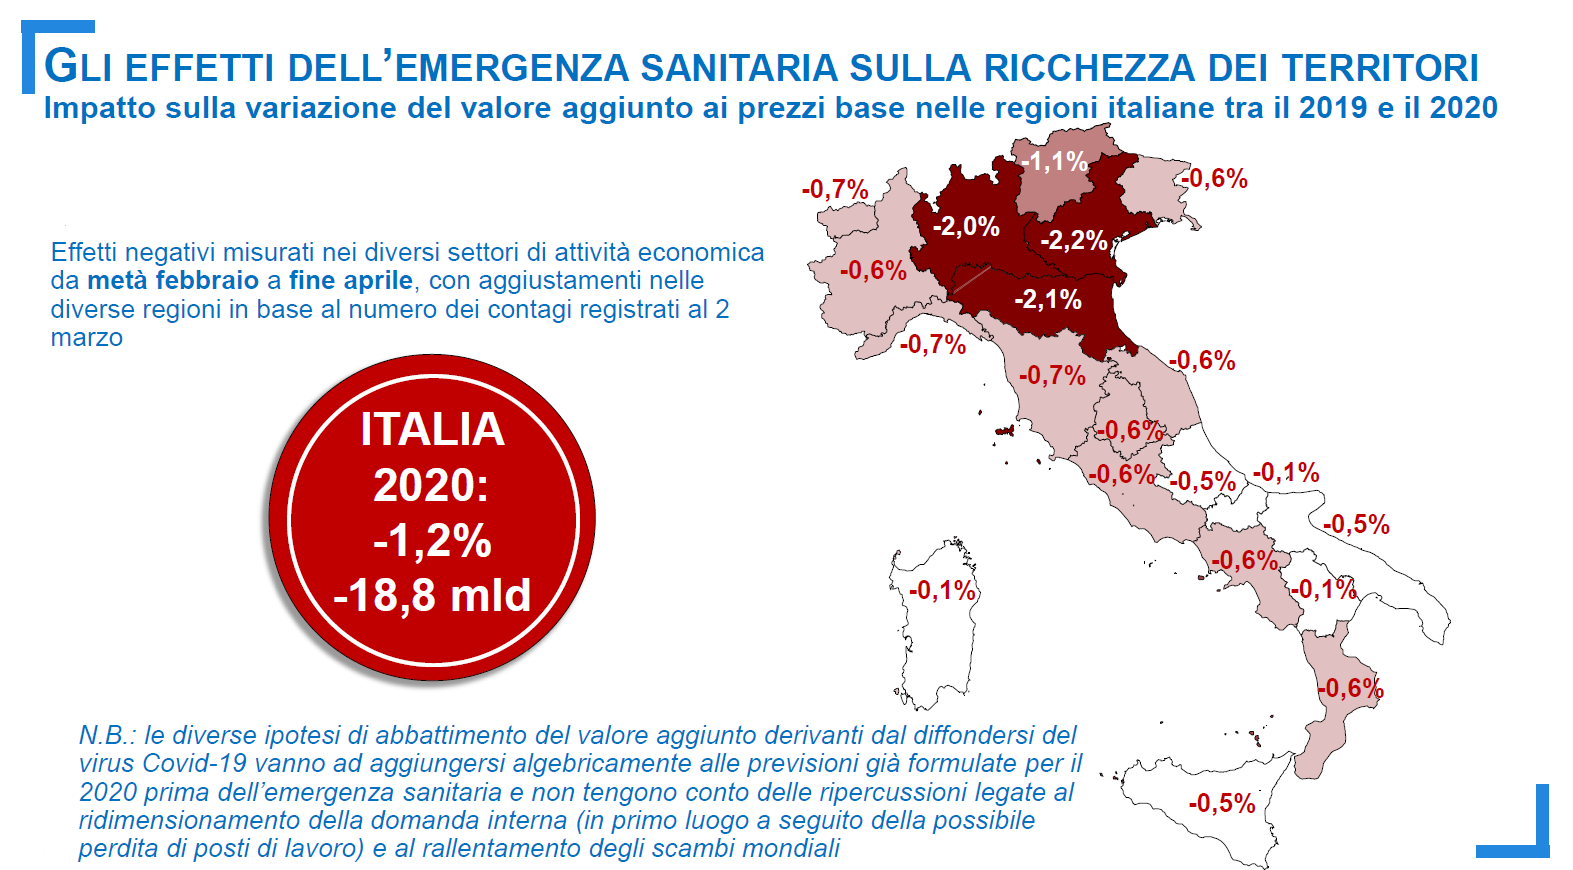 GLI EFFETTI DELL’EMERGENZA SANITARIA SULLA RICCHEZZA DEI TERRITORI
Impatto sulla variazione del valore aggiunto ai prezzi base nelle regioni italiane tra il 2019 e il 2020
-1,1%
-0,7%
-0,6%
-2,0%
-2,2%
Effetti negativi misurati nei diversi settori di attività economica
da metà febbraio a fine aprile, con aggiustamenti nelle
diverse regioni in base al numero dei contagi registrati al 2
marzo
-0,6%
-2,1%
-0,7%
-0,6%
-0,7%
-0,6%
-0,6%
-0,5%
-0,1%
-0,5%
-0,6%
-0,1%
-0,1%
-0,6%
-0,5%
ITALIA
2020:
-1,2%
-18,8 mld
N.B.: le diverse ipotesi di abbattimento del valore aggiunto derivanti dal diffondersi del
virus Covid-19 vanno ad aggiungersi algebricamente alle previsioni già formulate per il
2020 prima dell’emergenza sanitaria e non tengono conto delle ripercussioni legate al
ridimensionamento della domanda interna (in primo luogo a seguito della possibile
perdita di posti di lavoro) e al rallentamento degli scambi mondiali